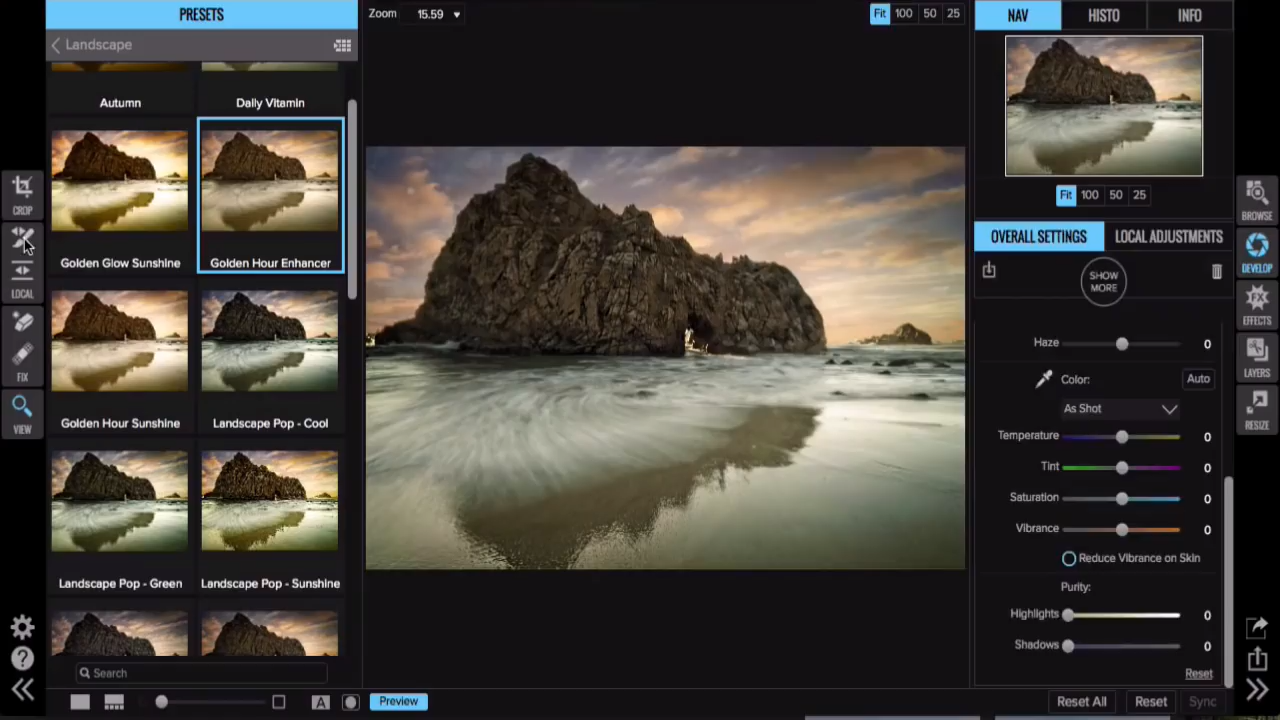 PRESETS
Landscape
Autumn
Daily Vitamin
Golden Glow Sunshine
Golden Hour Enhancer
Golden Hour Sunshine
Landscape Pop - Cool
Landscape Pop - Green
Landscape Pop - Sunshine
Search
CROP
LOCAL
FIX
VIEW
?
Zoom 15.59
Fit 100 50 25
A
Preview
NAV HISTO INFO
Fit 100 50 25
OVERALL SETTINGS LOCAL ADJUSTMENTS
SHOW
MORE
Haze 0
Color: Auto
As Shot
Temperature 0
Tint 0
Saturation 0
Vibrance 0
Reduce Vibrance on Skin
Purity:
Highlights 0
Shadows 0
Reset
Reset All Reset Sync
BROWSE
DEVELOP
FX
EFFECTS
LAYERS
RESIZE